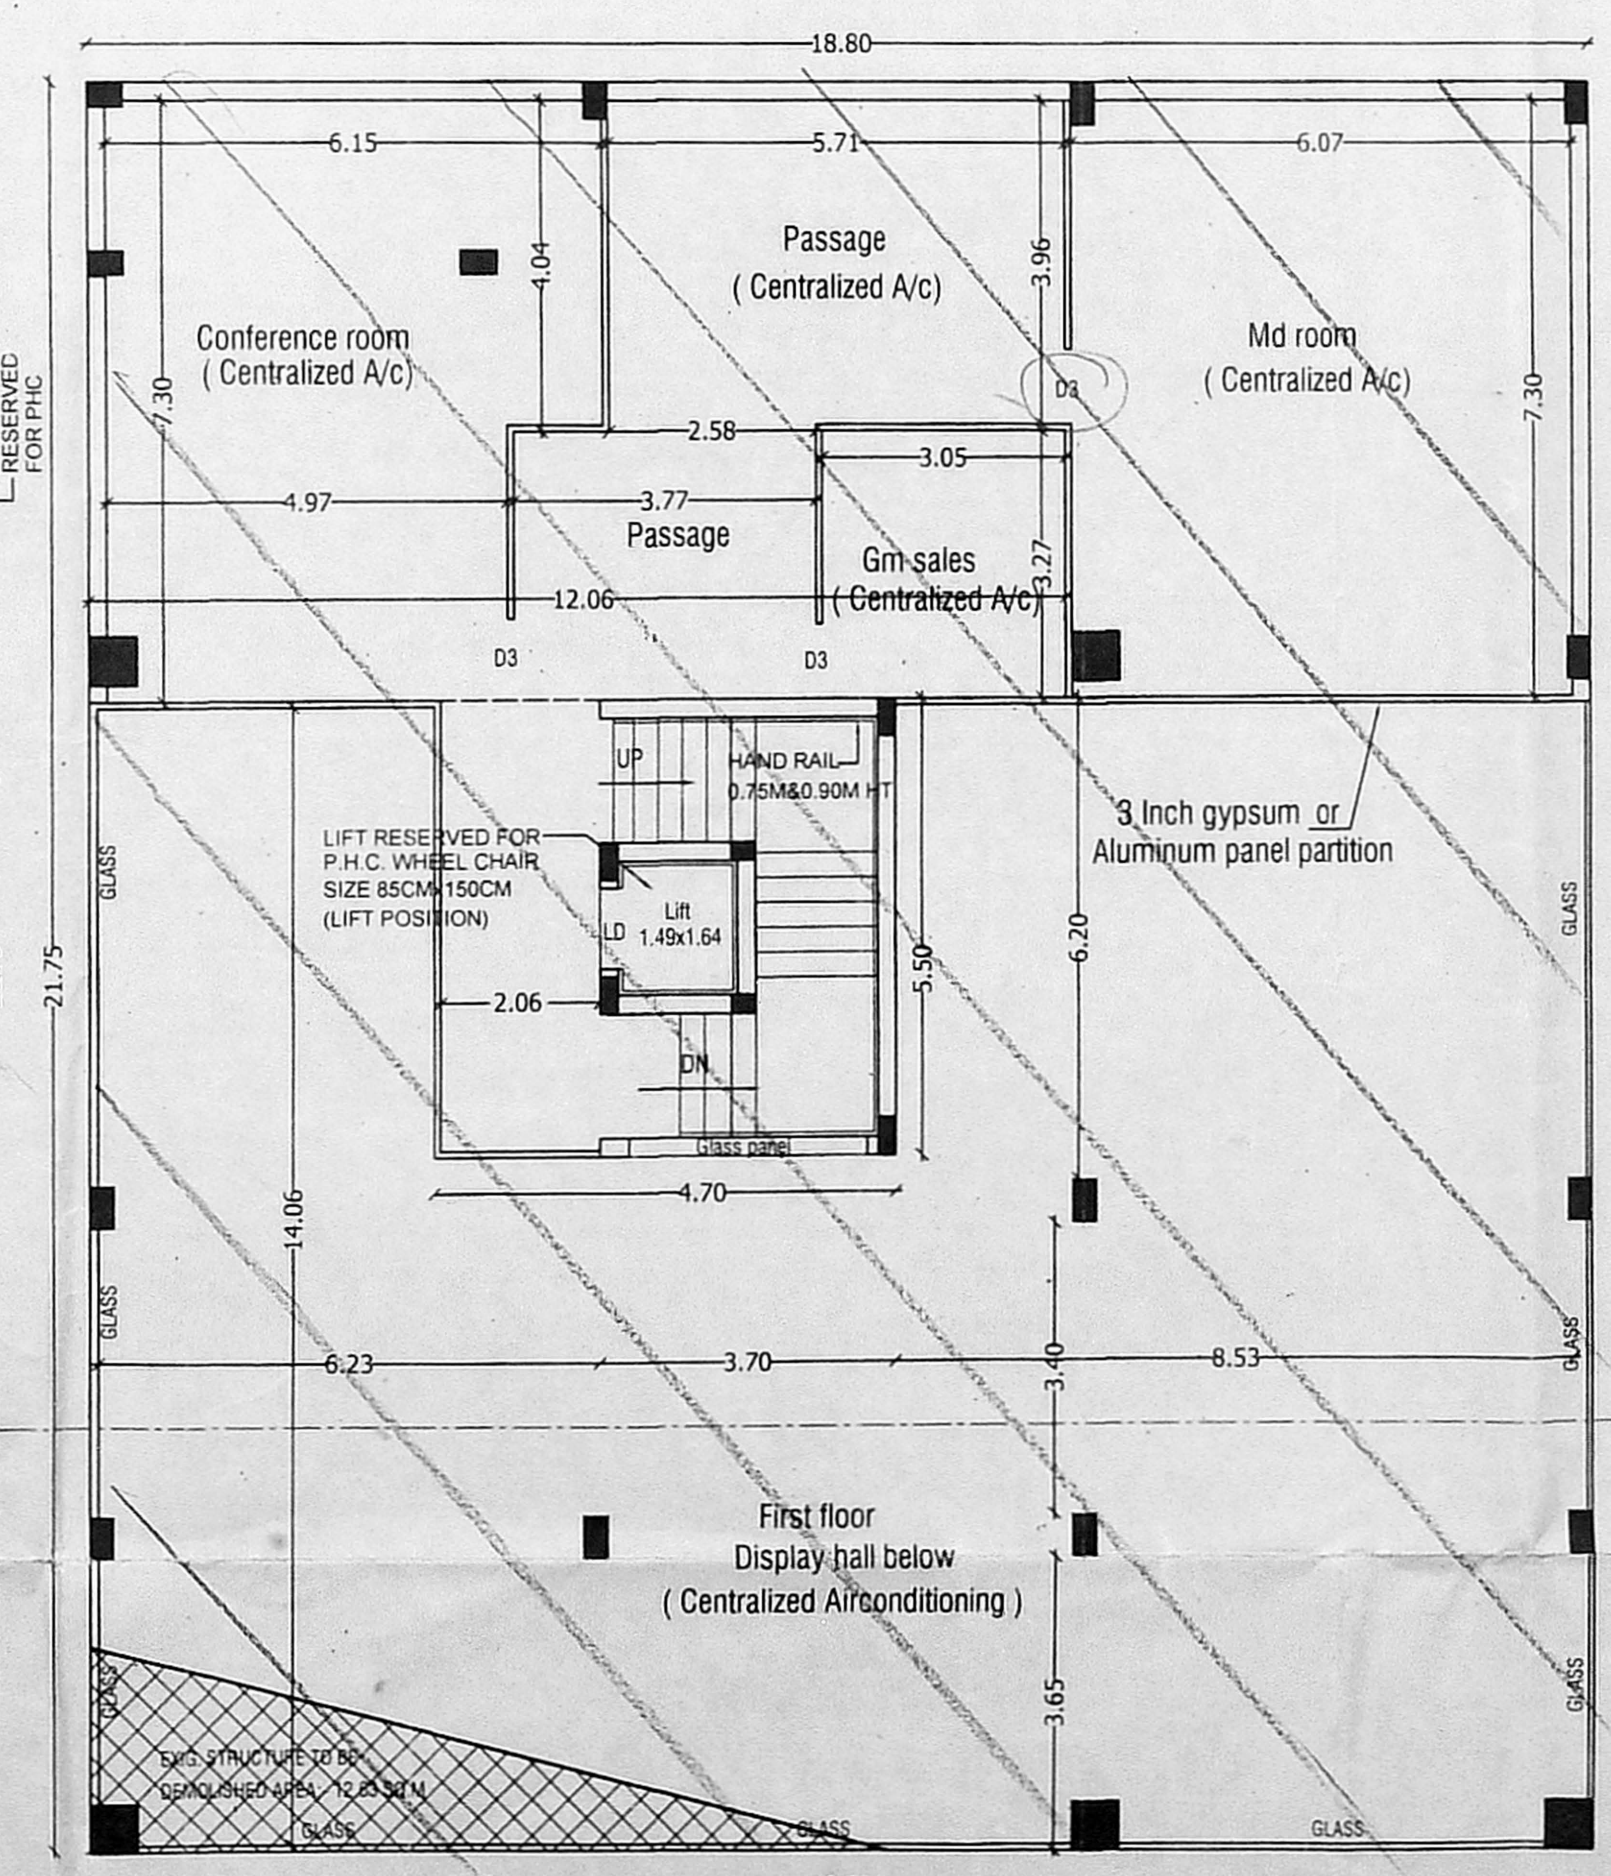 18.80
6.15
5.71
6.07
RESERVED
FOR PHC
4.04
3.96
Passage
( Centralized A/c)
Conference room
( Centralized A/c)
Md room
( Centralized A/c)
7.30
D3
7.30
2.58
3.05
4.97
3.77
Passage
Gm sales
( Centralized A/c)
3.27
12.06
D3
D3
UP
HAND RAIL
0.75M&0.90M HT
3 Inch gypsum or
Aluminum panel partition
LIFT RESERVED FOR
P.H.C. WHEEL CHAIR
SIZE 85CMx150CM
(LIFT POSITION)
GLASS
GLASS
Lift
1.49x1.64
LD
21.75
5.50
6.20
2.06
DN
Glass panel
4.70
14.06
GLASS
GLASS
6.23
3.70
3.40
8.53
First floor
Display hall below
( Centralized Airconditioning )
GLASS
GLASS
3.65
EXIG. STRUCTURE TO BE
DEMOLISHED AREA:- 12.63 SQ.M
GLASS
GLASS
GLASS